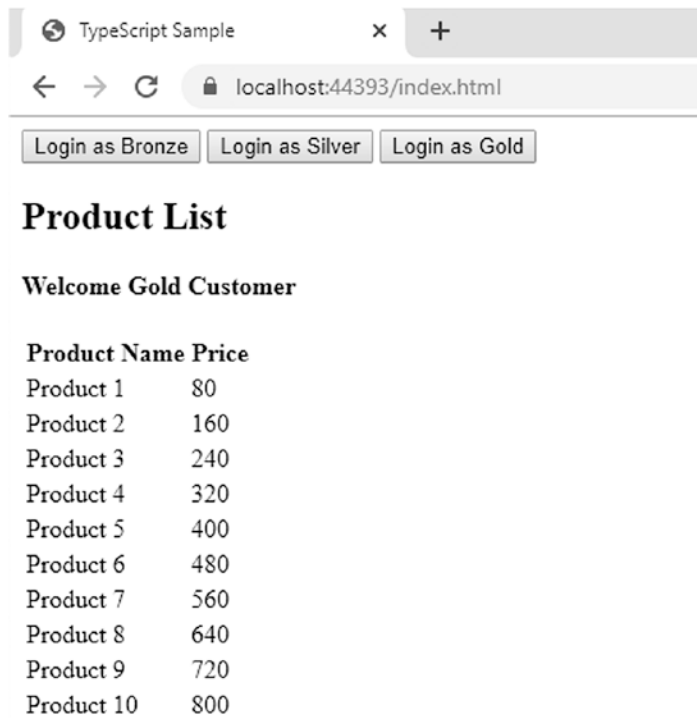 TypeScript Sample
localhost:44393/index.html
Login as Bronze Login as Silver Login as Gold
Product List
Welcome Gold Customer
Product Name Price
Product 1 80
Product 2 160
Product 3 240
Product 4 320
Product 5 400
Product 6 480
Product 7 560
Product 8 640
Product 9 720
Product 10 800